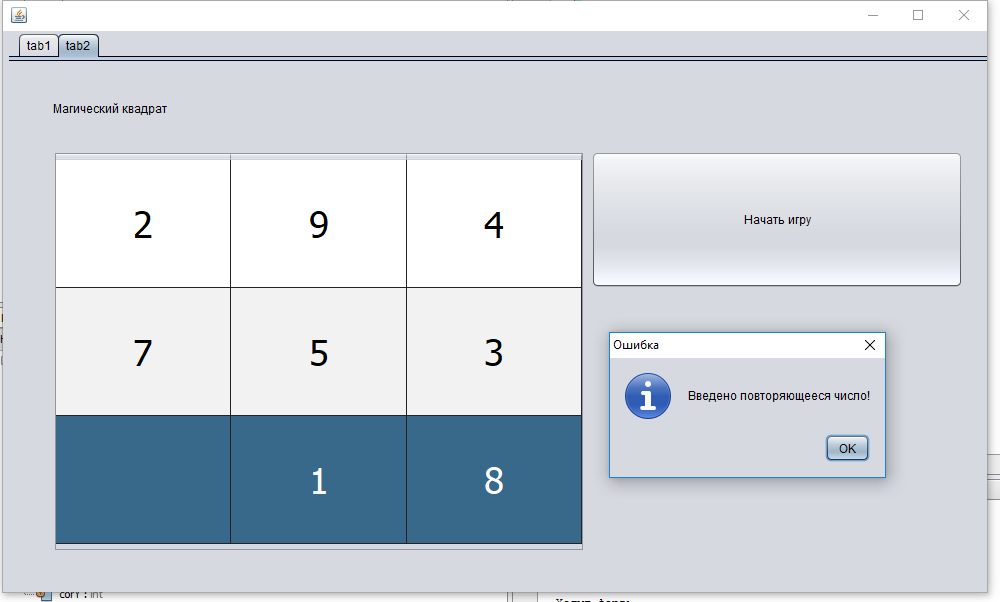 tab1 tab2
Магический квадрат
2 9 4
Начать игру
7 5 3
Ошибка
Введено повторяющееся число!
OK
1 8
corY : int